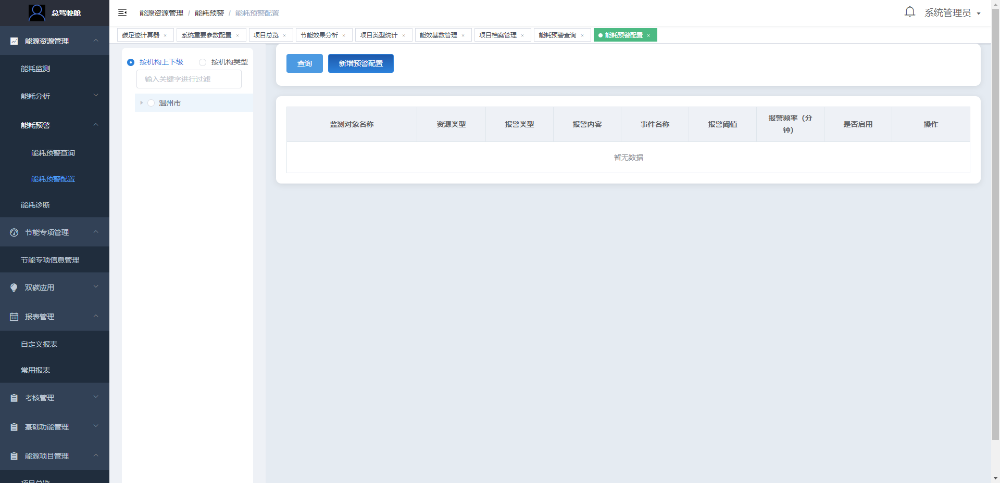 总驾驶舱
能源资源管理
能耗监测
能耗分析
能耗预警
能耗预警查询
能耗预警配置
能耗诊断
节能专项管理
节能专项信息管理
双碳应用
报表管理
自定义报表
常用报表
考核管理
基础功能管理
能源项目管理
项目总览
能源资源管理 / 能耗预警 / 能耗预警配置
系统管理员
碳足迹计算器 × 系统重要参数配置 × 项目总览 × 节能效果分析 × 项目类型统计 × 能效基数管理 × 项目档案管理 × 能耗预警查询 × 能耗预警配置 ×
按机构上下级 按机构类型
输入关键字进行过滤
温州市
查询 新增预警配置
监测对象名称 资源类型 报警类型 报警内容 事件名称 报警阈值 报警频率（分钟） 是否启用 操作
暂无数据